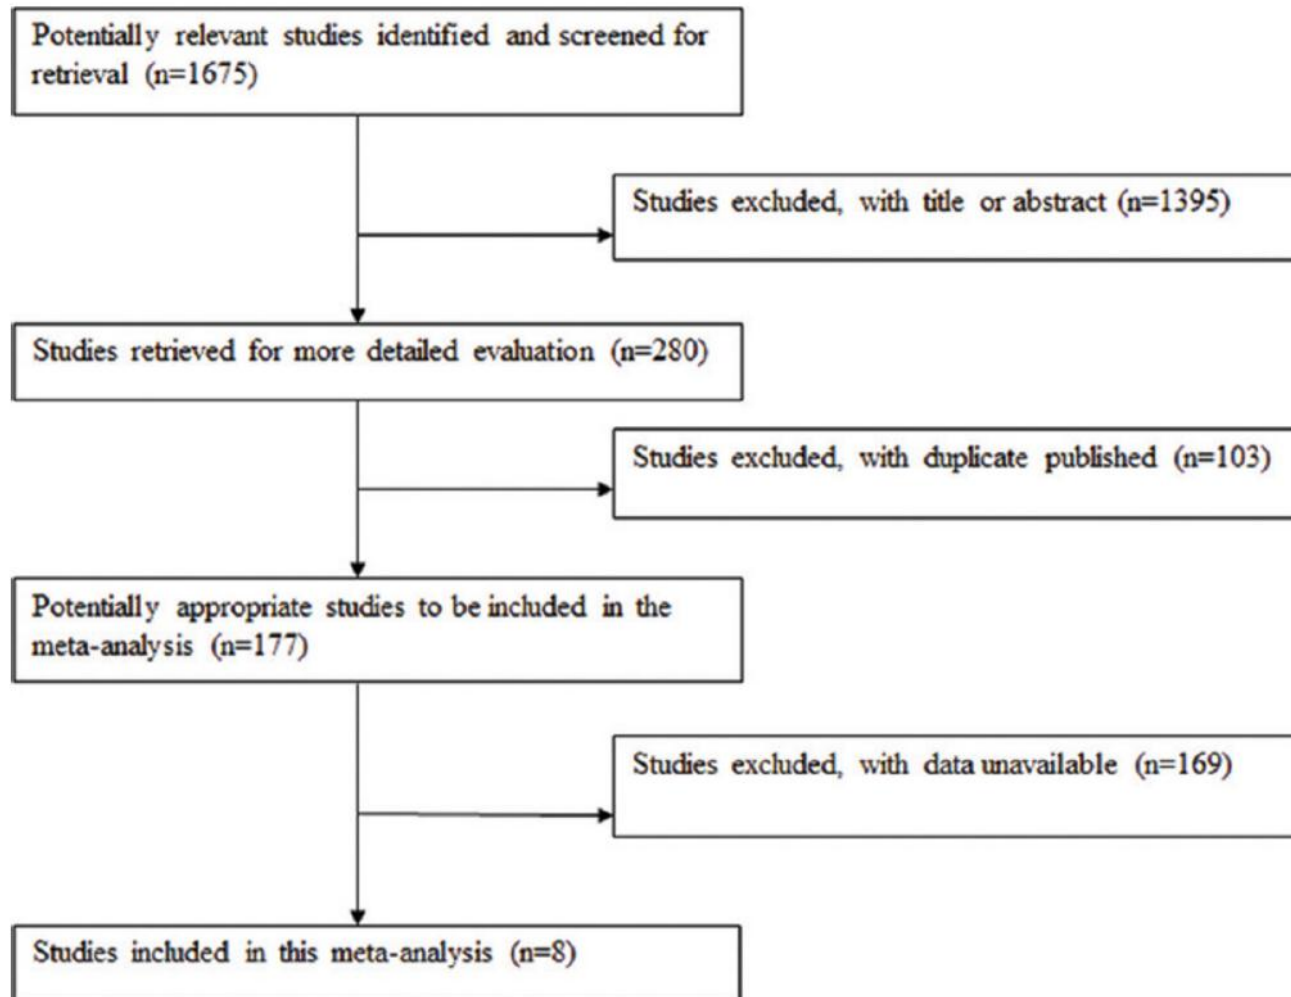 Potentially relevant studies identified and screened for
retrieval (n=1675)
Studies excluded, with title or abstract (n=1395)
Studies retrieved for more detailed evaluation (n=280)
Studies excluded, with duplicate published (n=103)
Potentially appropriate studies to be included in the
meta-analysis (n=177)
Studies excluded, with data unavailable (n=169)
Studies included in this meta-analysis (n=8)